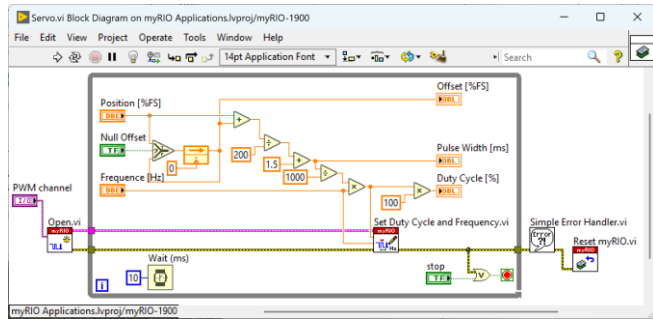 Servo.vi Block Diagram on myRIO Applications.lvproj/myRIO-1900
File Edit View Project Operate Tools Window Help
14pt Application Font
Search
Offset [%FS]
DBL
Position [%FS]
DBL
Null Offset
TF
0
200
1.5
1000
Pulse Width [ms]
DBL
Duty Cycle [%]
DBL
100
Frequence [Hz]
DBL
PWM channel
I/O
Open.vi
myRIO
Set Duty Cycle and Frequency.vi
myRIO
Hz
Simple Error Handler.vi
Error
?!
Reset myRIO.vi
myRIO
Wait (ms)
10
stop
TF
i
myRIO Applications.lvproj/myRIO-1900